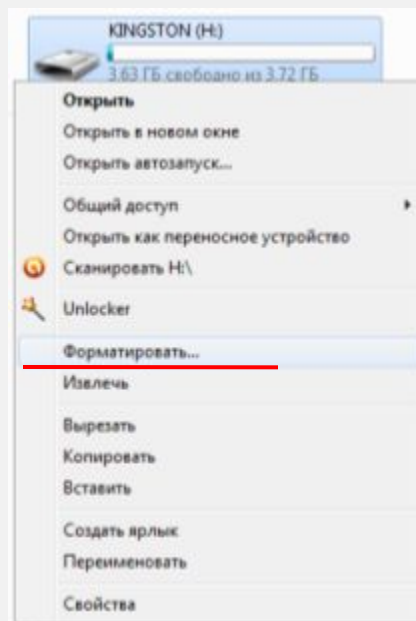 KINGSTON (H:)
3.63 ГБ свободно из 3.72 ГБ
Открыть
Открыть в новом окне
Открыть автозапуск...
Общий доступ
Открыть как переносное устройство
Сканировать H:\
Unlocker
Форматировать...
Извлечь
Вырезать
Копировать
Вставить
Создать ярлык
Переименовать
Свойства